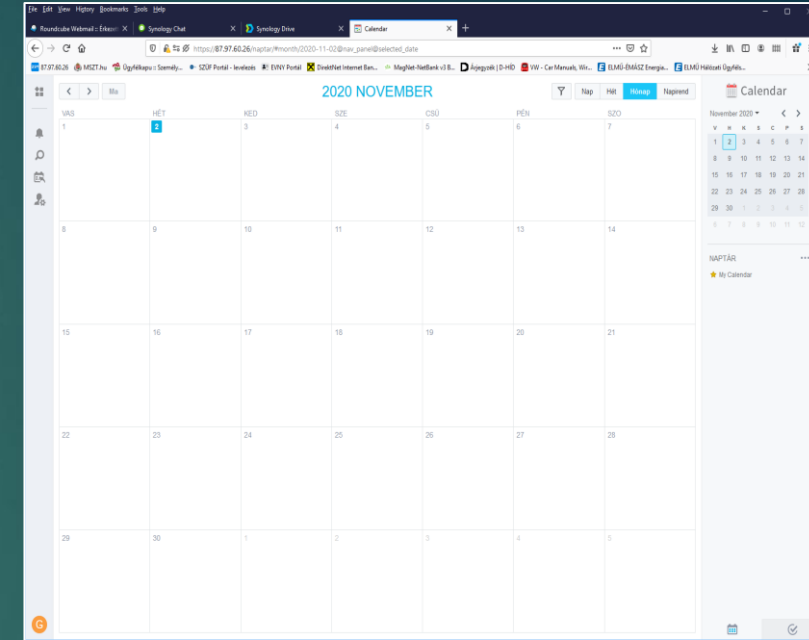 File Edit View History Bookmarks Tools Help
Roundcube Webmail :: Érkezett Synology Chat Synology Drive Calendar
https://87.97.60.26/naptar/#month/2020-11-02@nav_panel@selected_date
87.97.60.26 MSZT.hu Ügyfélkapu :: Személy... SZÜF Portál - levelezés EVNY Portál DirektNet Internet Ban... MagNet-NetBank v3 B... Árjegyzék | D-HÍD VW - Car Manuals, Wir... ELMŰ-ÉMÁSZ Energia... ELMŰ Hálózati Ügyfél...
Ma 2020 NOVEMBER Nap Hét Hónap Napirend
VAS HÉT KED SZE CSÜ PÉN SZO
1 2 3 4 5 6 7
8 9 10 11 12 13 14
15 16 17 18 19 20 21
22 23 24 25 26 27 28
29 30 1 2 3 4 5
G
Calendar
November 2020
V H K S C P S
1 2 3 4 5 6 7
8 9 10 11 12 13 14
15 16 17 18 19 20 21
22 23 24 25 26 27 28
29 30 1 2 3 4 5
6 7 8 9 10 11 12
NAPTÁR
My Calendar